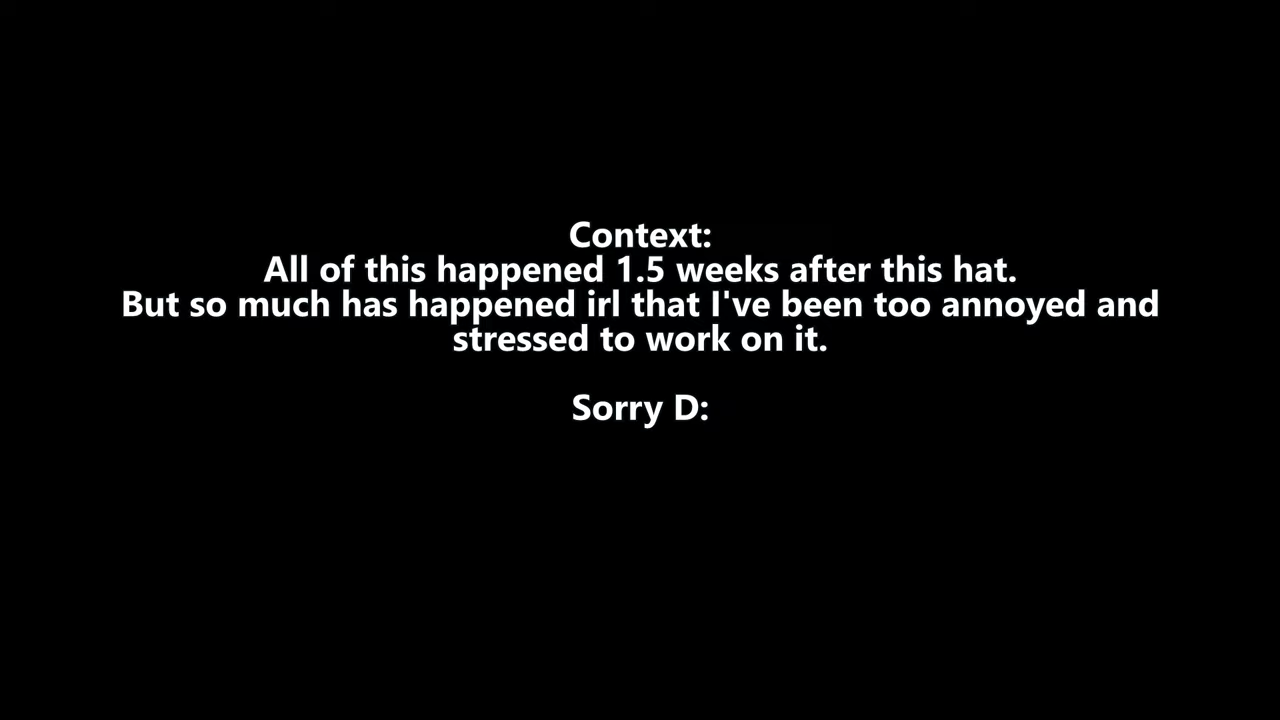 Context:
All of this happened 1.5 weeks after this hat.
But so much has happened irl that I've been too annoyed and
stressed to work on it.
Sorry D: